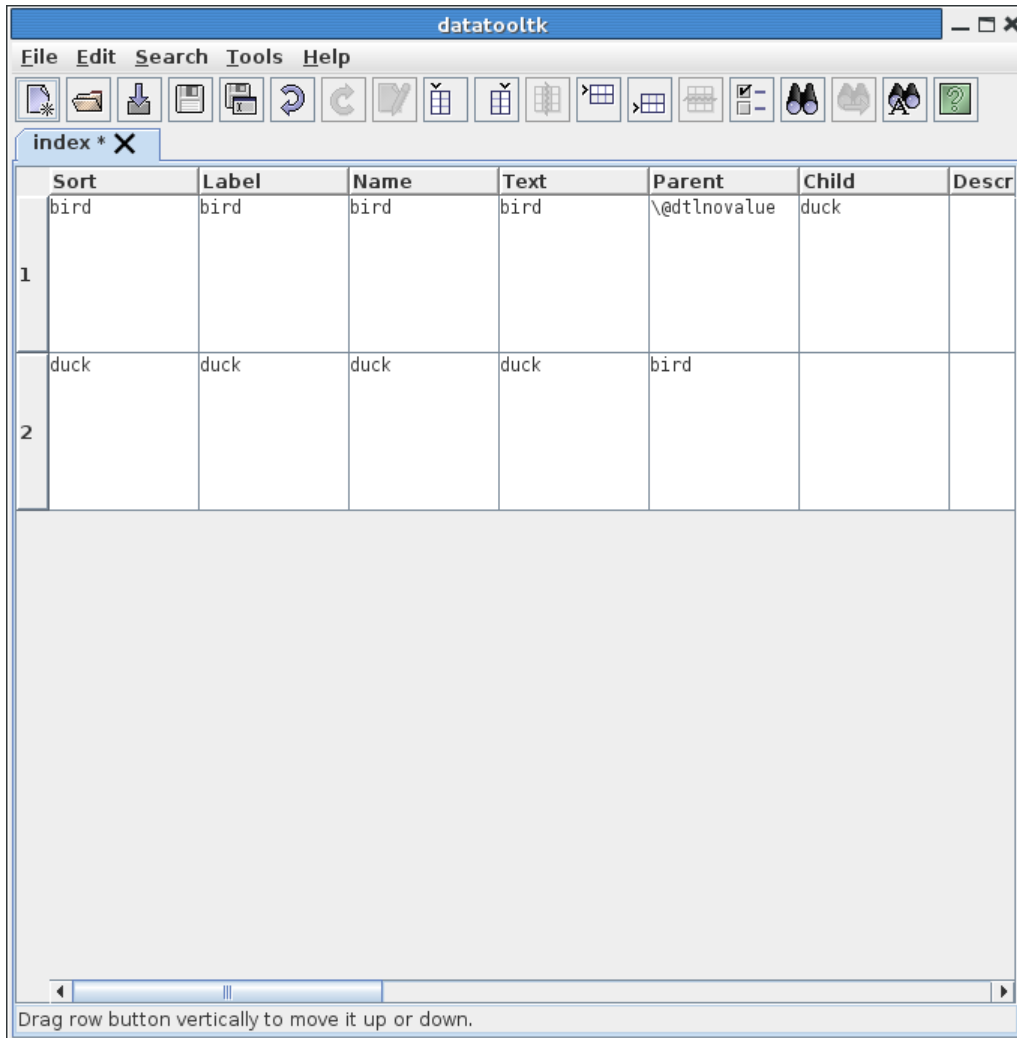 datatooltk
File Edit Search Tools Help
index *
Sort Label Name Text Parent Child Descr
1 bird bird bird bird \@dtlnovalue duck
2 duck duck duck duck bird
Drag row button vertically to move it up or down.